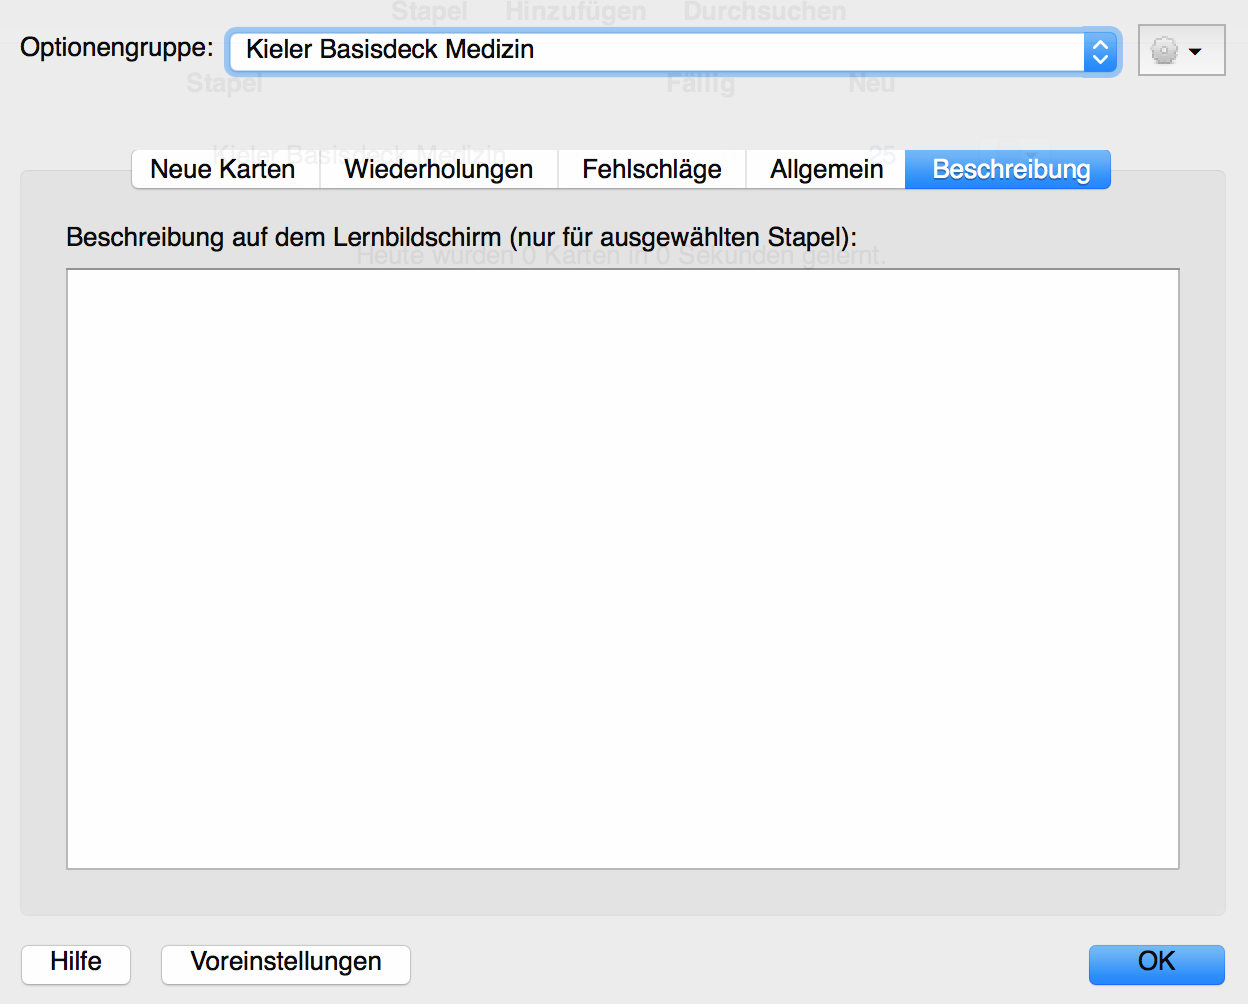 Stapel Hinzufügen Durchsuchen
Optionengruppe: Kieler Basisdeck Medizin
Stapel Fällig Neu
Kieler Basisdeck Medizin 25
Neue Karten Wiederholungen Fehlschläge Allgemein Beschreibung
Beschreibung auf dem Lernbildschirm (nur für ausgewählten Stapel):
Heute wurden 0 Karten in 0 Sekunden gelernt.
Hilfe Voreinstellungen OK